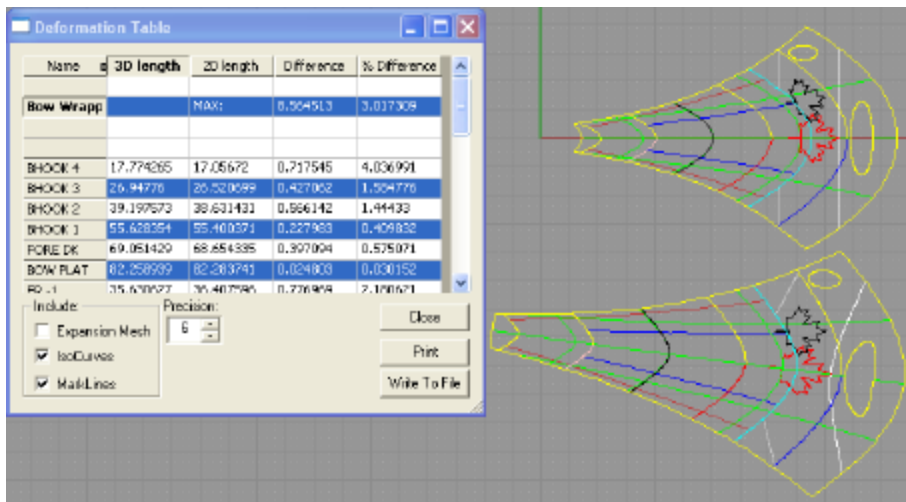 Deformation Table
Name 3D length 2D length Difference % Difference
Bow Wrapp MAX: 8.564513 3.017309
BHOOK 4 17.774265 17.05672 0.717545 4.036991
BHOOK 3 26.94776 26.520699 0.427062 1.584776
BHOOK 2 39.197573 38.631431 0.566142 1.44433
BHOOK 1 55.628354 55.400371 0.227983 0.409832
FORE DK 69.051429 68.654335 0.397094 0.575071
BOW PLAT 82.258939 82.283741 0.024803 0.030152
Include: Precision:
Expansion Mesh 6 Close
IsoCurves Print
MarkLines Write To File